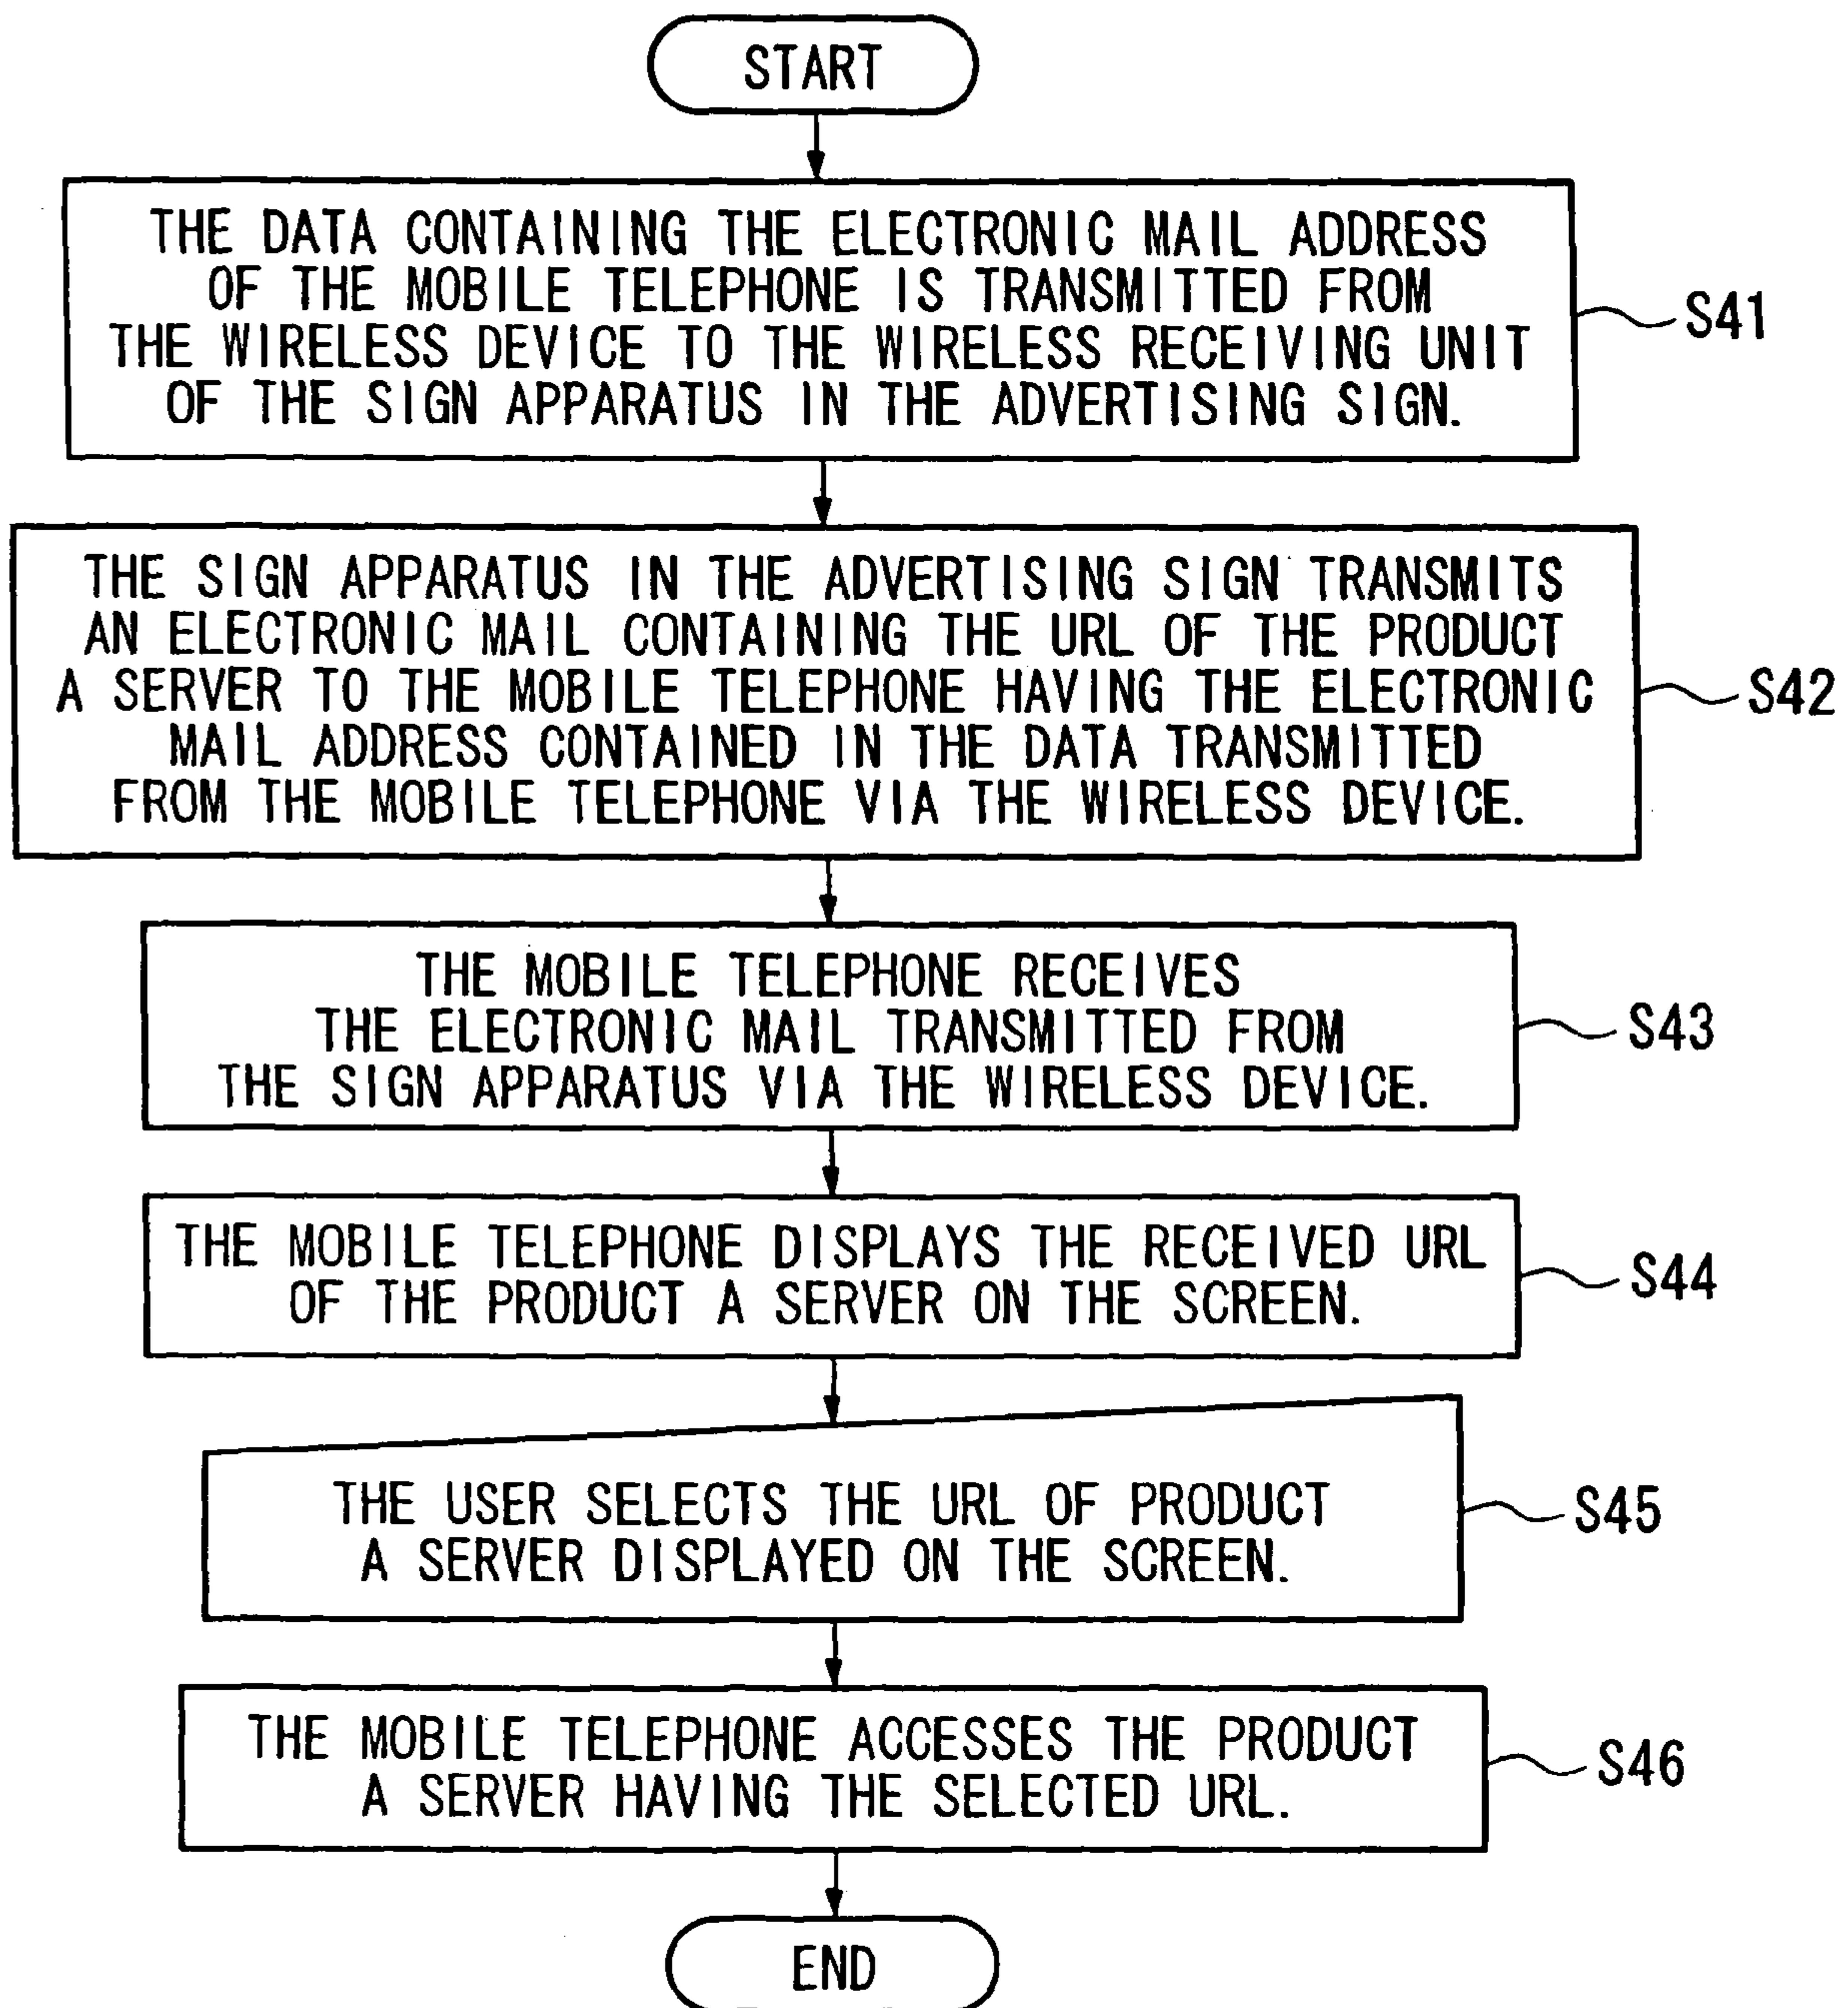 START
THE DATA CONTAINING THE ELECTRONIC MAIL ADDRESS
OF THE MOBILE TELEPHONE IS TRANSMITTED FROM
THE WIRELESS DEVICE TO THE WIRELESS RECEIVING UNIT
OF THE SIGN APPARATUS IN THE ADVERTISING SIGN.
S41
THE SIGN APPARATUS IN THE ADVERTISING SIGN TRANSMITS
AN ELECTRONIC MAIL CONTAINING THE URL OF THE PRODUCT
A SERVER TO THE MOBILE TELEPHONE HAVING THE ELECTRONIC
MAIL ADDRESS CONTAINED IN THE DATA TRANSMITTED
FROM THE MOBILE TELEPHONE VIA THE WIRELESS DEVICE.
S42
THE MOBILE TELEPHONE RECEIVES
THE ELECTRONIC MAIL TRANSMITTED FROM
THE SIGN APPARATUS VIA THE WIRELESS DEVICE.
S43
THE MOBILE TELEPHONE DISPLAYS THE RECEIVED URL
OF THE PRODUCT A SERVER ON THE SCREEN.
S44
THE USER SELECTS THE URL OF PRODUCT
A SERVER DISPLAYED ON THE SCREEN.
S45
THE MOBILE TELEPHONE ACCESSES THE PRODUCT
A SERVER HAVING THE SELECTED URL.
S46
END